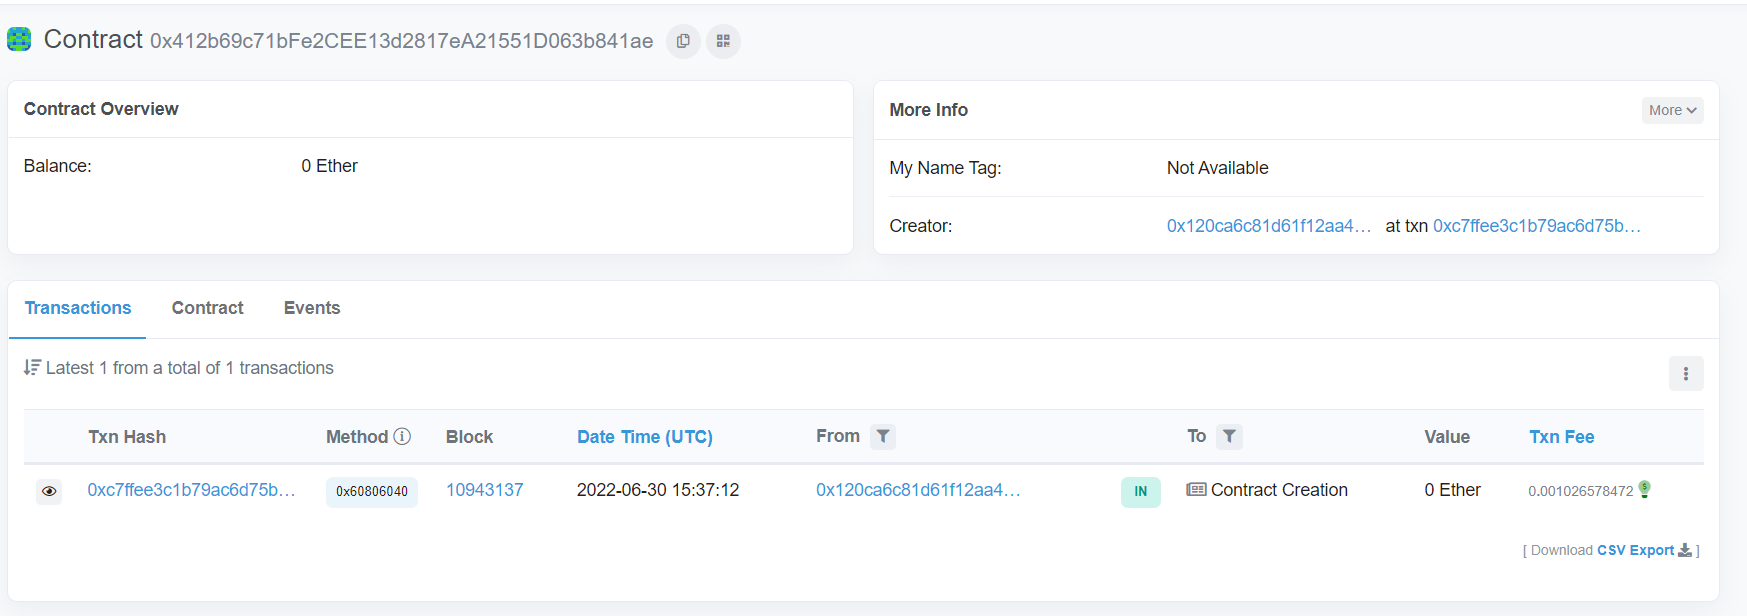 Contract 0x412b69c71bFe2CEE13d2817eA21551D063b841ae
Contract Overview
Balance: 0 Ether
More Info More
My Name Tag: Not Available
Creator: 0x120ca6c81d61f12aa4... at txn 0xc7ffee3c1b79ac6d75b...
Transactions Contract Events
Latest 1 from a total of 1 transactions
Txn Hash Method Block Date Time (UTC) From To Value Txn Fee
0xc7ffee3c1b79ac6d75b... 0x60806040 10943137 2022-06-30 15:37:12 0x120ca6c81d61f12aa4... IN Contract Creation 0 Ether 0.001026578472
[ Download CSV Export ]